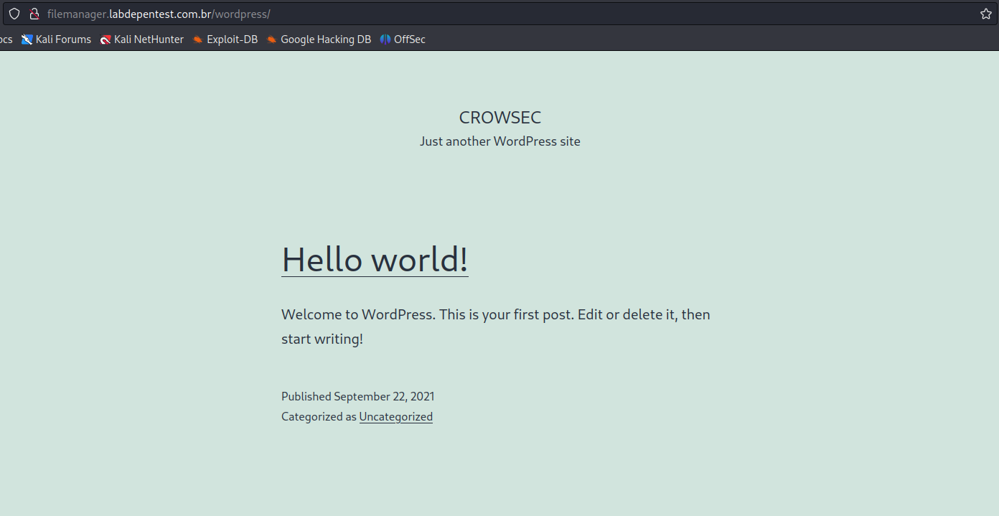 filemanager.labdepentest.com.br/wordpress/
ocs Kali Forums Kali NetHunter Exploit-DB Google Hacking DB OffSec
CROWSEC
Just another WordPress site
Hello world!
Welcome to WordPress. This is your first post. Edit or delete it, then
start writing!
Published September 22, 2021
Categorized as Uncategorized